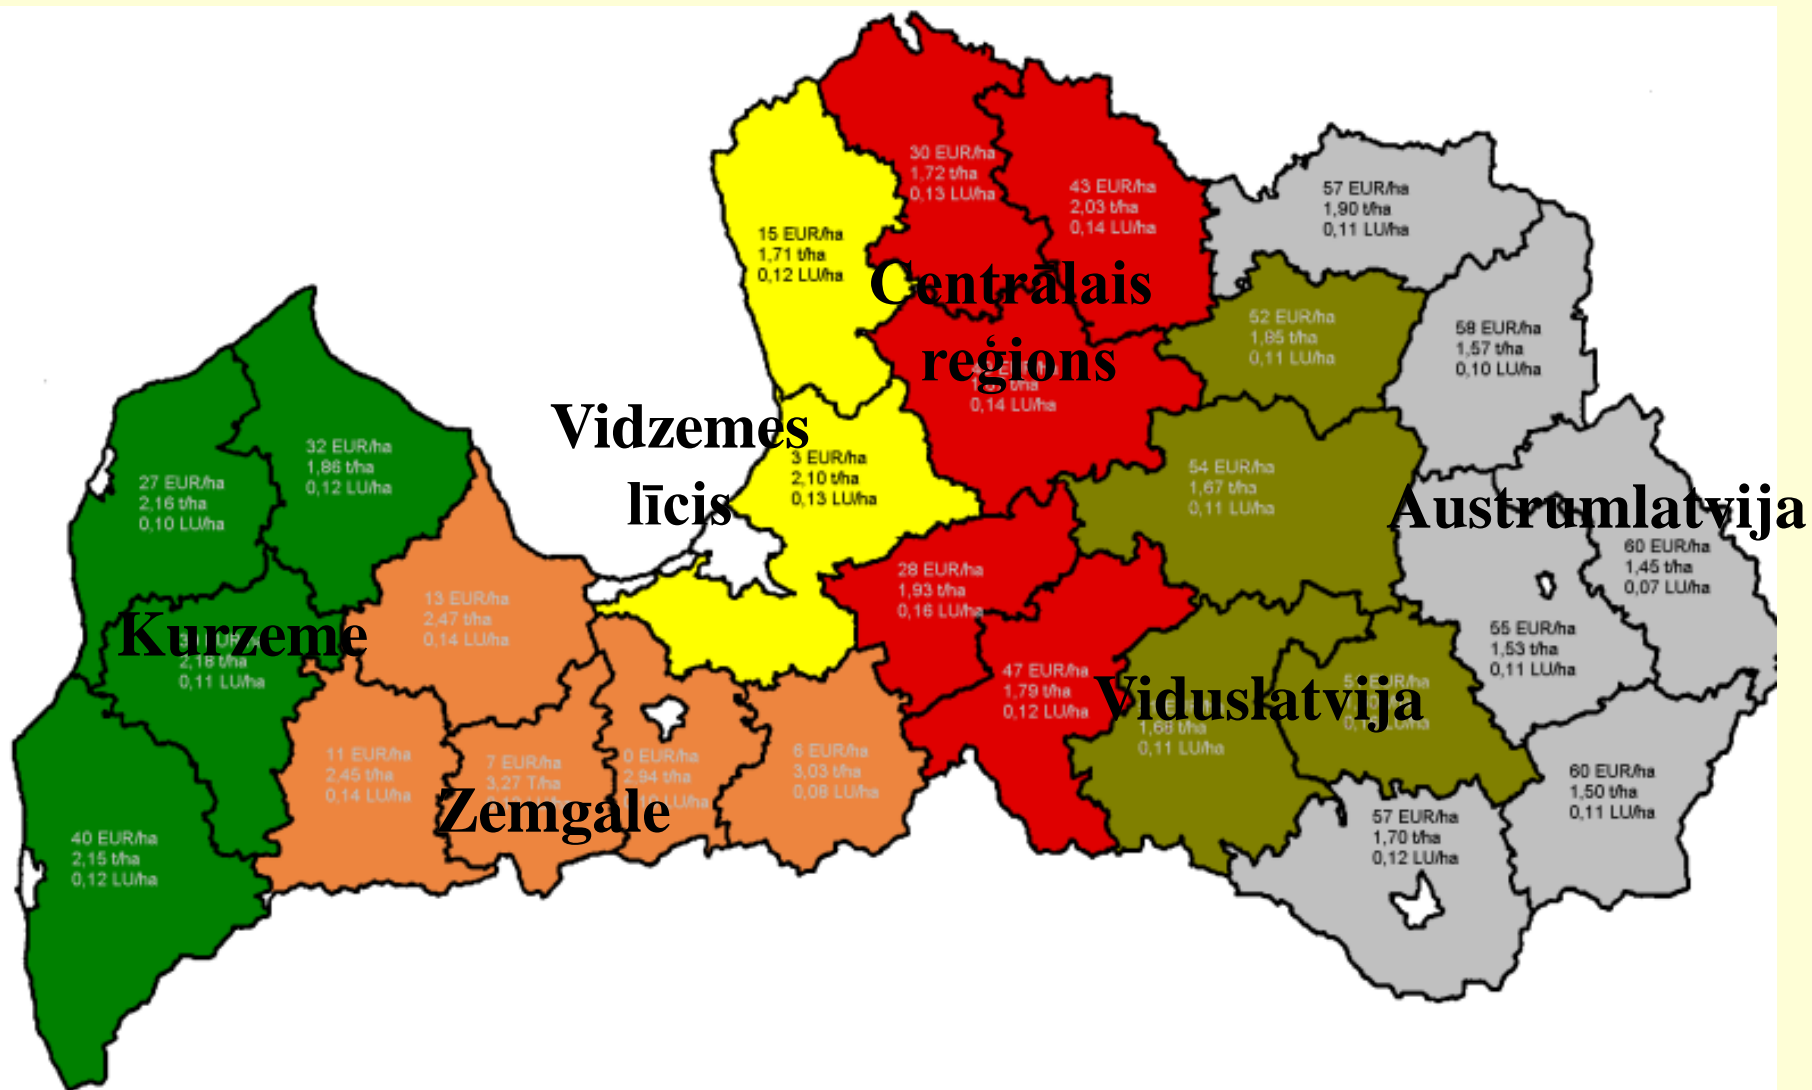 30 EUR/ha
1,72 t/ha
0,13 LU/ha
43 EUR/ha
2,03 t/ha
0,14 LU/ha
57 EUR/ha
1,90 t/ha
0,11 LU/ha
15 EUR/ha
1,71 t/ha
0,12 LU/ha
Centrālais
reģions
0,14 LU/ha
52 EUR/ha
1,85 t/ha
0,11 LU/ha
58 EUR/ha
1,57 t/ha
0,10 LU/ha
Vidzemes
līcis
3 EUR/ha
2,10 t/ha
0,13 LU/ha
32 EUR/ha
1,86 t/ha
0,12 LU/ha
27 EUR/ha
2,16 t/ha
0,10 LU/ha
54 EUR/ha
1,67 t/ha
0,11 LU/ha
Austrumlatvija
60 EUR/ha
1,45 t/ha
0,07 LU/ha
28 EUR/ha
1,93 t/ha
0,16 LU/ha
13 EUR/ha
2,47 t/ha
0,14 LU/ha
Kurzeme
2,18 t/ha
0,11 LU/ha
55 EUR/ha
1,53 t/ha
0,11 LU/ha
47 EUR/ha
1,79 t/ha
0,12 LU/ha
Viduslatvija
1,68 t/ha
0,11 LU/ha
11 EUR/ha
2,45 t/ha
0,14 LU/ha
7 EUR/ha
3,27 T/ha
0 EUR/ha
2,94 t/ha
6 EUR/ha
3,03 t/ha
0,08 LU/ha
Zemgale
60 EUR/ha
1,50 t/ha
0,11 LU/ha
57 EUR/ha
1,70 t/ha
0,12 LU/ha
40 EUR/ha
2,15 t/ha
0,12 LU/ha